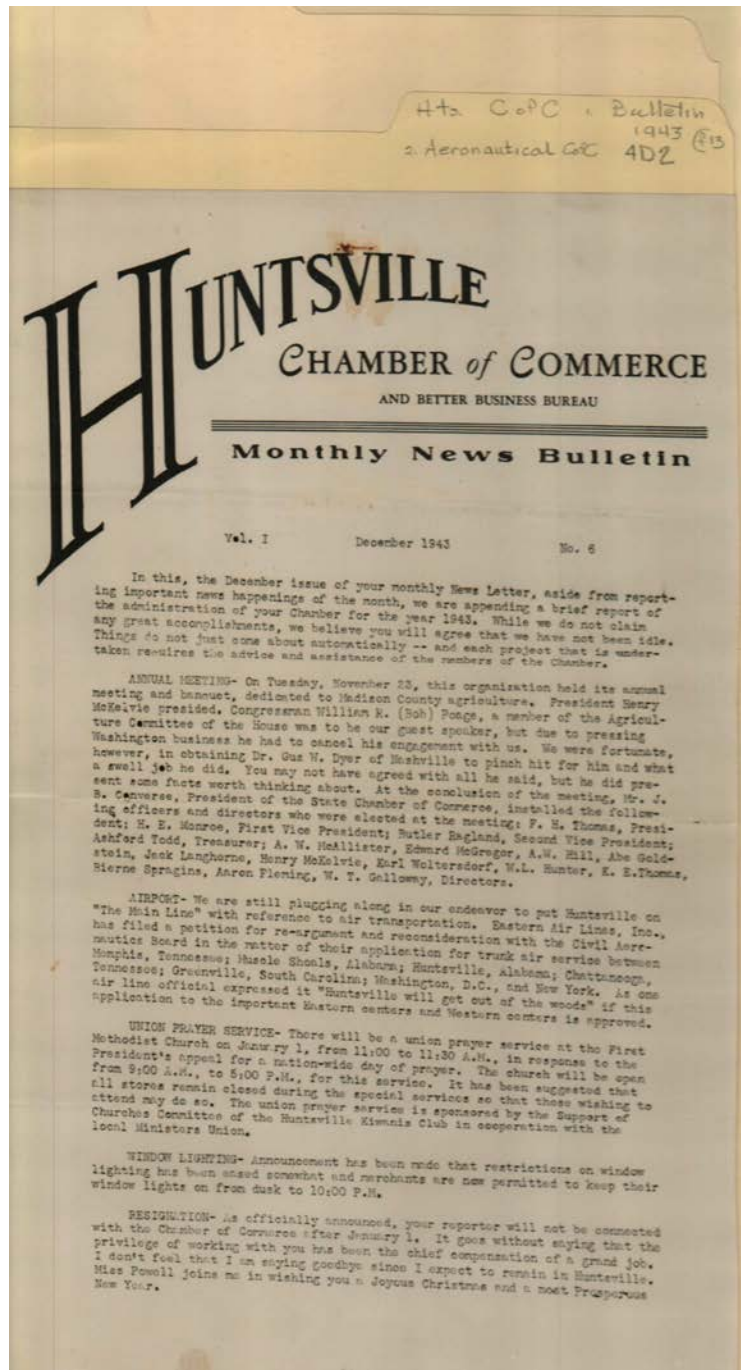 Hts CofC . Bulletin
1943
2. Aeronautical CofC 4D2
HUNTSVILLE
CHAMBER of COMMERCE
AND BETTER BUSINESS BUREAU
Monthly News Bulletin
Vol. I December 1943 No. 6
In this, the December issue of your monthly News Letter, aside from report-
ing important news happenings of the month, we are appending a brief report of
the administration of your Chamber for the year 1943. While we do not claim
any great accomplishments, we believe you will agree that we have not been idle.
Things do not just come about automatically -- and each project that is under-
taken requires the advice and assistance of the members of the Chamber.
ANNUAL MEETING- On Tuesday, November 23, this organization held its annual
meeting and banquet, dedicated to Madison County agriculture. President Henry
McKelvie presided. Congressman William R. (Bob) Poage, a member of the Agricul-
ture Committee of the House was to be our guest speaker, but due to pressing
Washington business he had to cancel his engagement with us. We were fortunate,
however, in obtaining Dr. Gus W. Dyer of Nashville to pinch hit for him and what
a swell job he did. You may not have agreed with all he said, but he did pre-
sent some facts worth thinking about. At the conclusion of the meeting, Mr. J.
B. Converse, President of the State Chamber of Commerce, installed the follow-
ing officers and directors who were elected at the meeting: F. H. Thomas, Presi-
dent; H. E. Monroe, First Vice President; Butler Ragland, Second Vice President;
Ashford Todd, Treasurer; A. W. McAllister, Edward McGregor, A.W. Hill, Abe Gold-
stein, Jack Langhorne, Henry McKelvie, Karl Woltersdorf, W.L. Hunter, K. E.Thomas,
Bierne Spragins, Aaron Fleming, W. T. Galloway, Directors.
AIRPORT- We are still plugging along in our endeavor to put Huntsville on
"The Main Line" with reference to air transportation. Eastern Air Lines, Inc.,
has filed a petition for re-argument and reconsideration with the Civil Aero-
nautics Board in the matter of their application for trunk air service between
Memphis, Tennessee; Muscle Shoals, Alabama; Huntsville, Alabama; Chattanooga,
Tennessee; Greenville, South Carolina; Washington, D.C., and New York. As one
air line official expressed it "Huntsville will get out of the woods" if this
application to the important Eastern centers and Western centers is approved.
UNION PRAYER SERVICE- There will be a union prayer service at the First
Methodist Church on January 1, from 11:00 to 11:30 A.M., in response to the
President's appeal for a nation-wide day of prayer. The church will be open
from 9:00 A.M., to 5:00 P.M., for this service. It has been suggested that
all stores remain closed during the special services so that those wishing to
attend may do so. The union prayer service is sponsored by the Support of
Churches Committee of the Huntsville Kiwanis Club in cooperation with the
local Ministers Union.
WINDOW LIGHTING- Announcement has been made that restrictions on window
lighting has been eased somewhat and merchants are now permitted to keep their
window lights on from dusk to 10:00 P.M.
RESIGNATION- As officially announced, your reporter will not be connected
with the Chamber of Commerce after January 1. It goes without saying that the
privilege of working with you has been the chief compensation of a grand job.
I don't feel that I am saying goodbye since I expect to remain in Huntsville.
Miss Powell joins me in wishing you a Joyous Christmas and a most Prosperous
New Year.